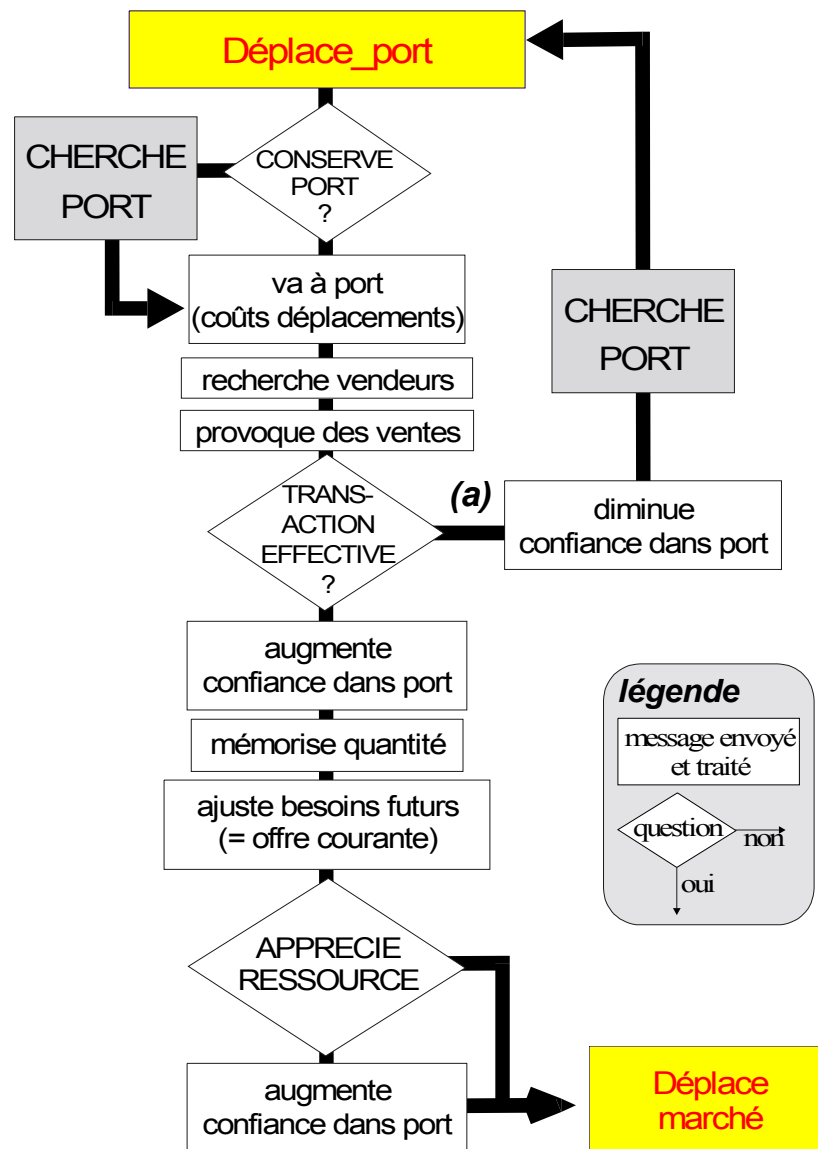 Déplace_port
CHERCHE
PORT
CONSERVE
PORT
?
va à port
(coûts déplacements)
CHERCHE
PORT
recherche vendeurs
provoque des ventes
TRANS-
ACTION
EFFECTIVE
?
(a)
diminue
confiance dans port
augmente
confiance dans port
mémorise quantité
ajuste besoins futurs
(= offre courante)
légende
message envoyé
et traité
question
non
oui
APPRECIE
RESSOURCE
augmente
confiance dans port
Déplace
marché